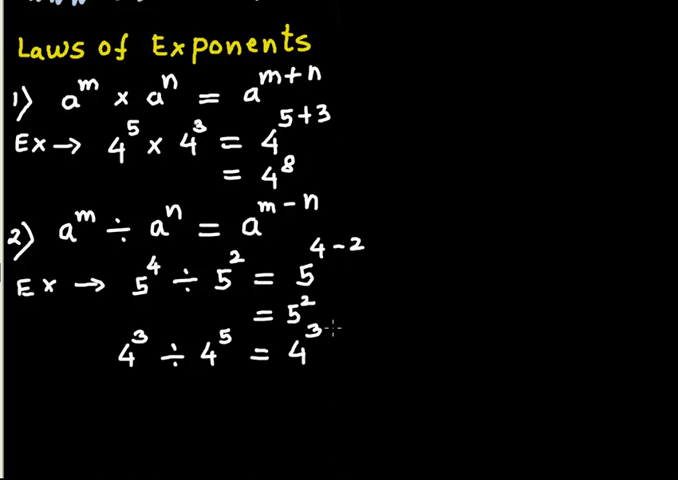 Laws of Exponents
1) a^m × a^n = a^m+n
Ex → 4^5 × 4^3 = 4^5+3
= 4^8
2) a^m ÷ a^n = a^m-n
Ex → 5^4 ÷ 5^2 = 5^4-2
= 5^2
4^3 ÷ 4^5 = 4^3